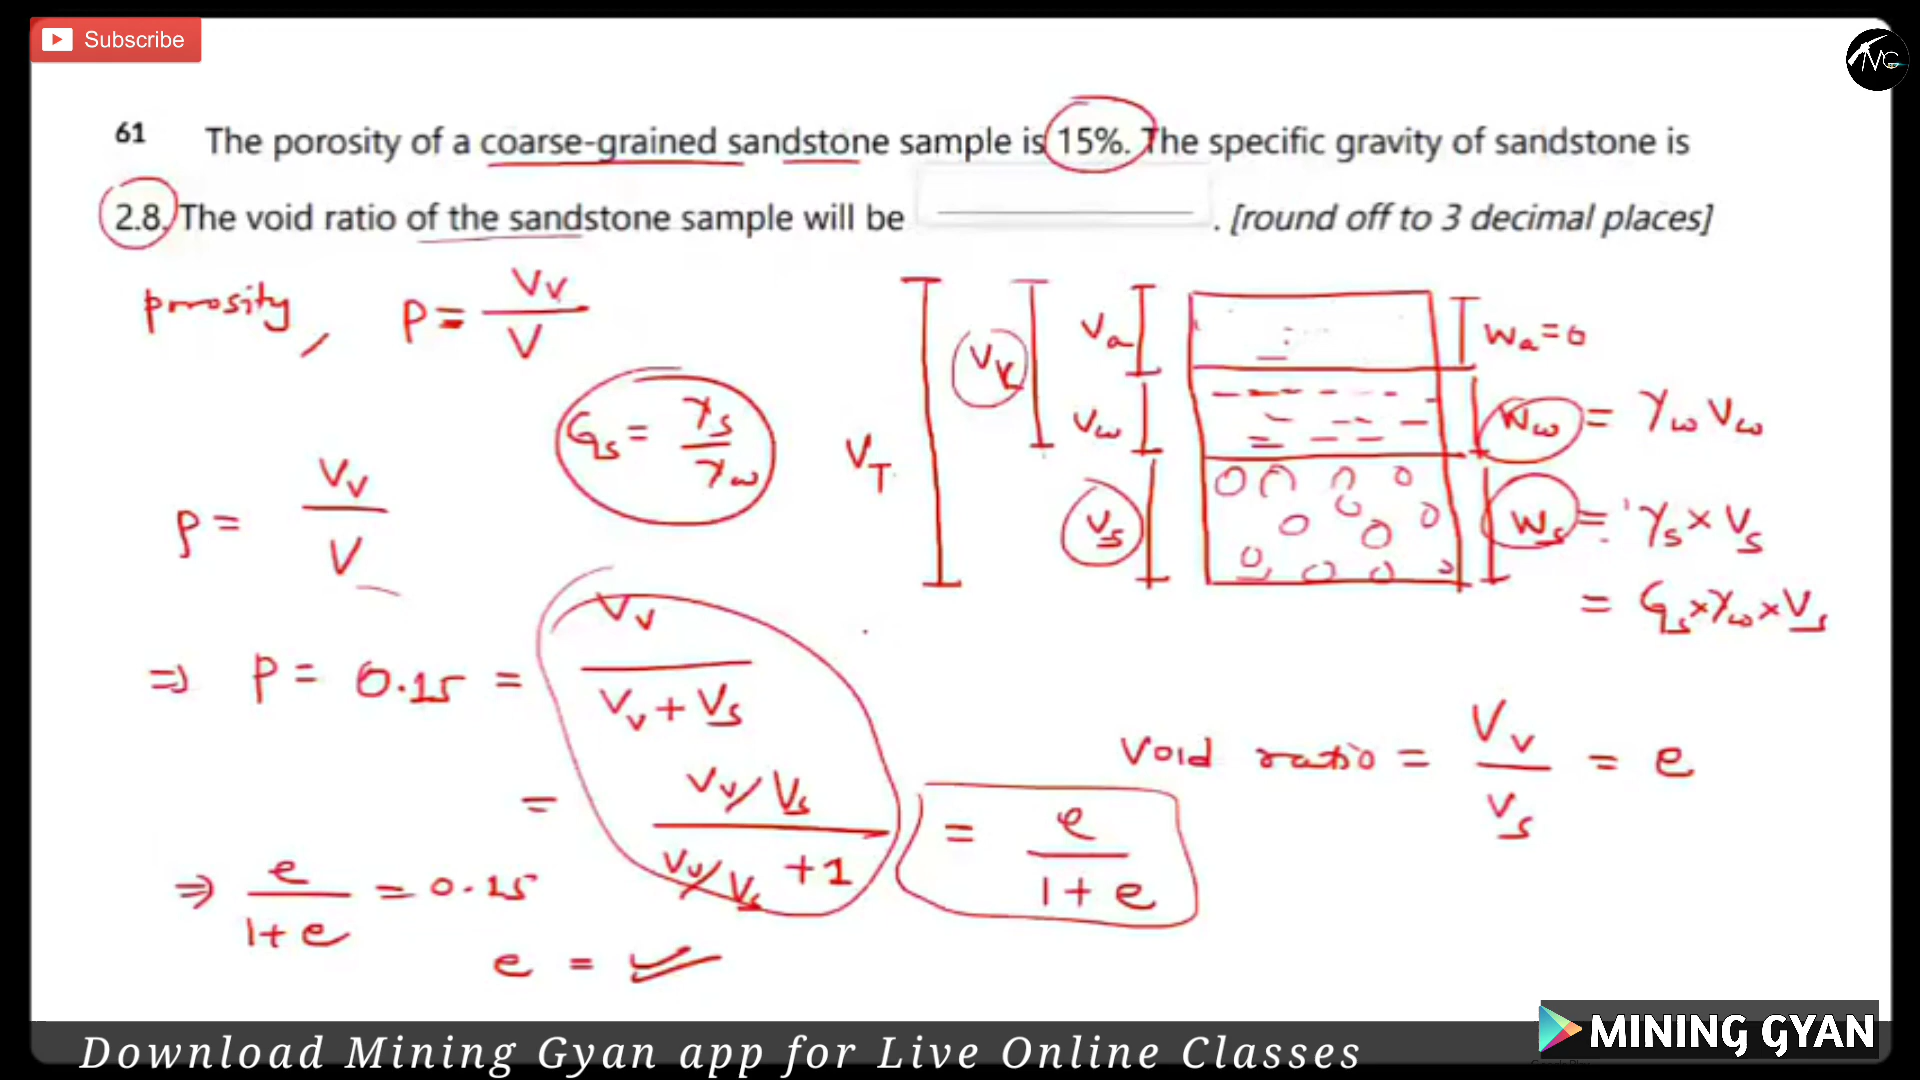 Subscribe
NG
61 The porosity of a coarse-grained sandstone sample is 15%. The specific gravity of sandstone is
2.8. The void ratio of the sandstone sample will be ________. [round off to 3 decimal places]
porosity, P = Vv / V
Gs = γs / γw
P = Vv / V
⇒ P = 0.15 = Vv / Vv + Vs
= Vv/Vs / Vv/Vs + 1 = e / 1 + e
⇒ e / 1 + e = 0.15
e =
VT
Vv
Va
Vw
Vs
Wa = 0
Ww = γw Vw
Ws = γs × Vs
= Gs × γw × Vs
Void ratio = Vv / Vs = e
Download Mining Gyan app for Live Online Classes
MINING GYAN